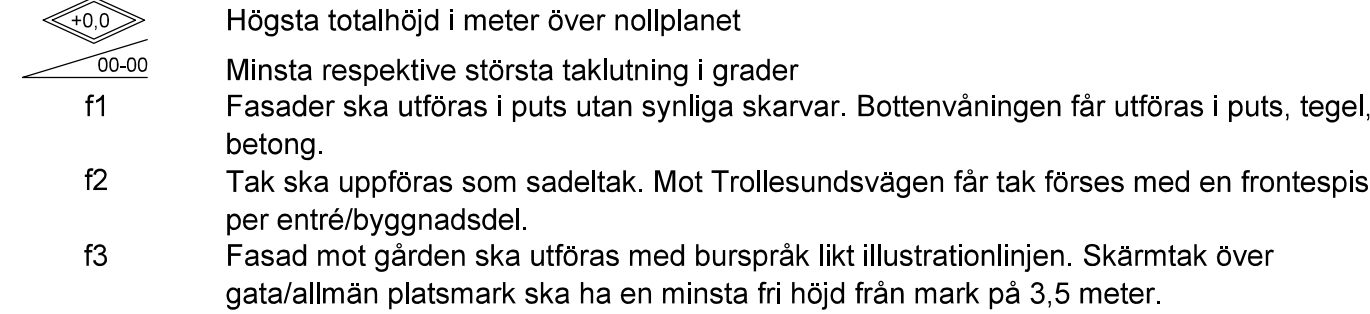 +0,0 Högsta totalhöjd i meter över nollplanet
00-00 Minsta respektive största taklutning i grader
f1 Fasader ska utföras i puts utan synliga skarvar. Bottenvåningen får utföras i puts, tegel,
betong.
f2 Tak ska uppföras som sadeltak. Mot Trollesundsvägen får tak förses med en frontespis
per entré/byggnadsdel.
f3 Fasad mot gården ska utföras med burspråk likt illustrationlinjen. Skärmtak över
gata/allmän platsmark ska ha en minsta fri höjd från mark på 3,5 meter.